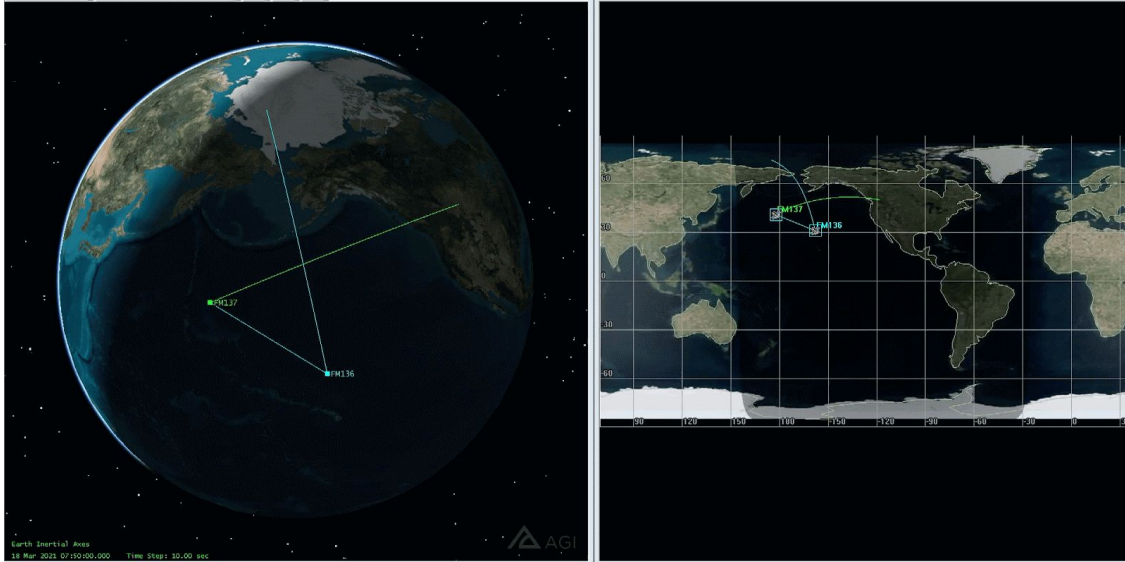 FM137
FM136
Earth Inertial Axes
18 Mar 2021 07:50:00.000 Time Step: 10.00 sec
AGI
FM137
FM136
60
30
0
-30
-60
90 120 150 -180 -150 -120 -90 -60 -30 0